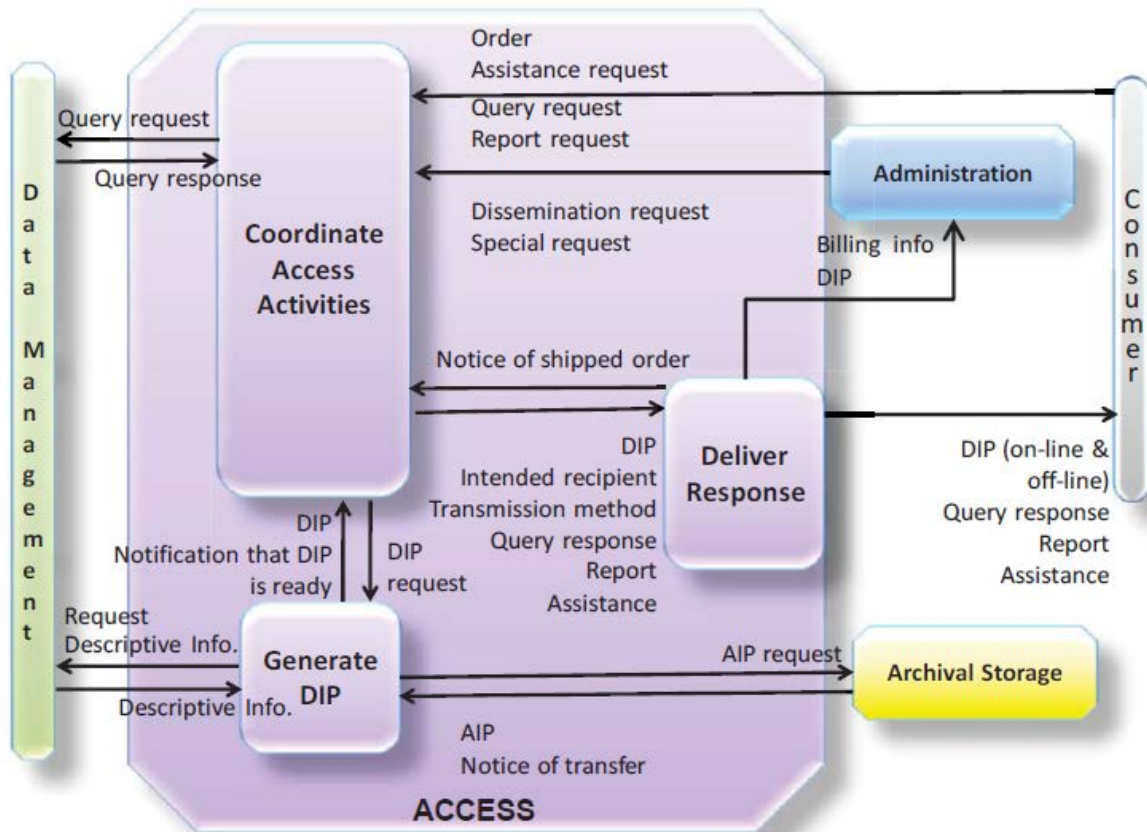 Order
Assistance request
Query request
Report request
Query request
Query response
Administration
Dissemination request
Special request
Coordinate
Access
Activities
Billing info
DIP
Data Management
Consumer
Notice of shipped order
DIP
Intended recipient
Transmission method
Query response
Report
Assistance
Deliver
Response
DIP (on-line &
off-line)
Query response
Report
Assistance
DIP
Notification that DIP
is ready
DIP
request
Request
Descriptive Info.
Descriptive Info.
Generate
DIP
AIP request
Archival Storage
AIP
Notice of transfer
ACCESS